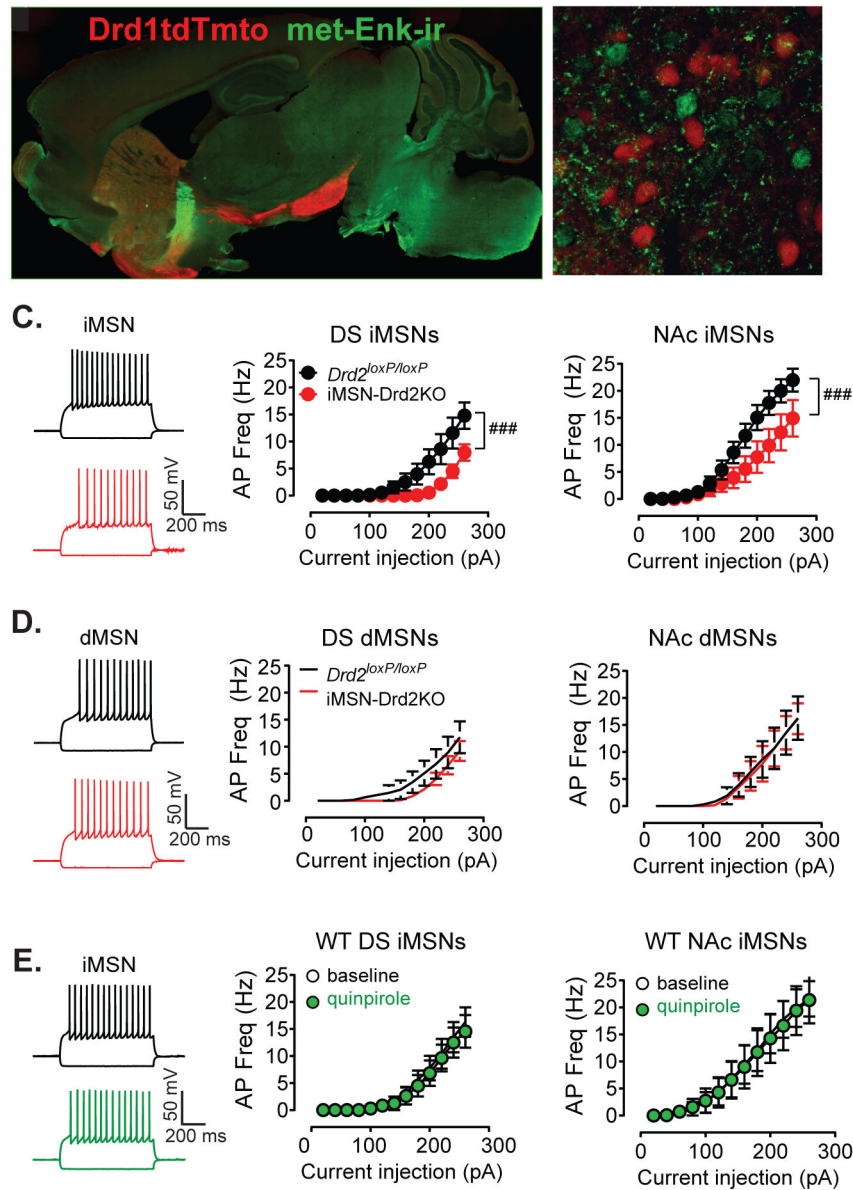 Drd1tdTmto met-Enk-ir
C.
iMSN
50 mV
200 ms
DS iMSNs
AP Freq (Hz)
25
20
15
10
5
0
Drd2loxP/loxP
iMSN-Drd2KO
###
0 100 200 300
Current injection (pA)
NAc iMSNs
AP Freq (Hz)
25
20
15
10
5
0
###
0 100 200 300
Current injection (pA)
D.
dMSN
50 mV
200 ms
DS dMSNs
AP Freq (Hz)
25
20
15
10
5
0
Drd2loxP/loxP
iMSN-Drd2KO
0 100 200 300
Current injection (pA)
NAc dMSNs
AP Freq (Hz)
25
20
15
10
5
0
0 100 200 300
Current injection (pA)
E.
iMSN
50 mV
200 ms
WT DS iMSNs
AP Freq (Hz)
25
20
15
10
5
0
baseline
quinpirole
0 100 200 300
Current injection (pA)
WT NAc iMSNs
AP Freq (Hz)
25
20
15
10
5
0
baseline
quinpirole
0 100 200 300
Current injection (pA)